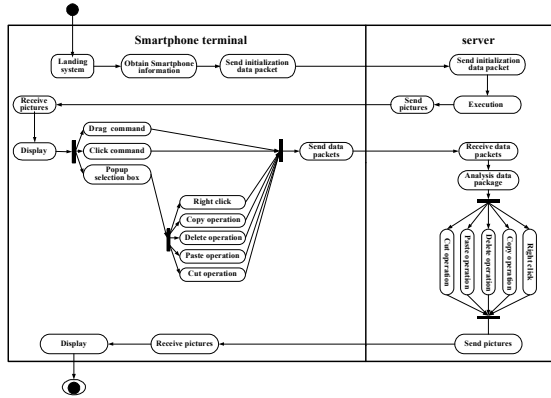 Smartphone terminal
server
Landing
system
Obtain Smartphone
information
Send initialization
data packet
Send initialization
data packet
Receive
pictures
Send
pictures
Execution
Display
Drag command
Click command
Popup
selection box
Send data
packets
Receive data
packets
Analysis data
package
Right click
Copy operation
Delete operation
Paste operation
Cut operation
Cut operation
Paste operation
Delete operation
Copy operation
Right click
Display
Receive pictures
Send pictures